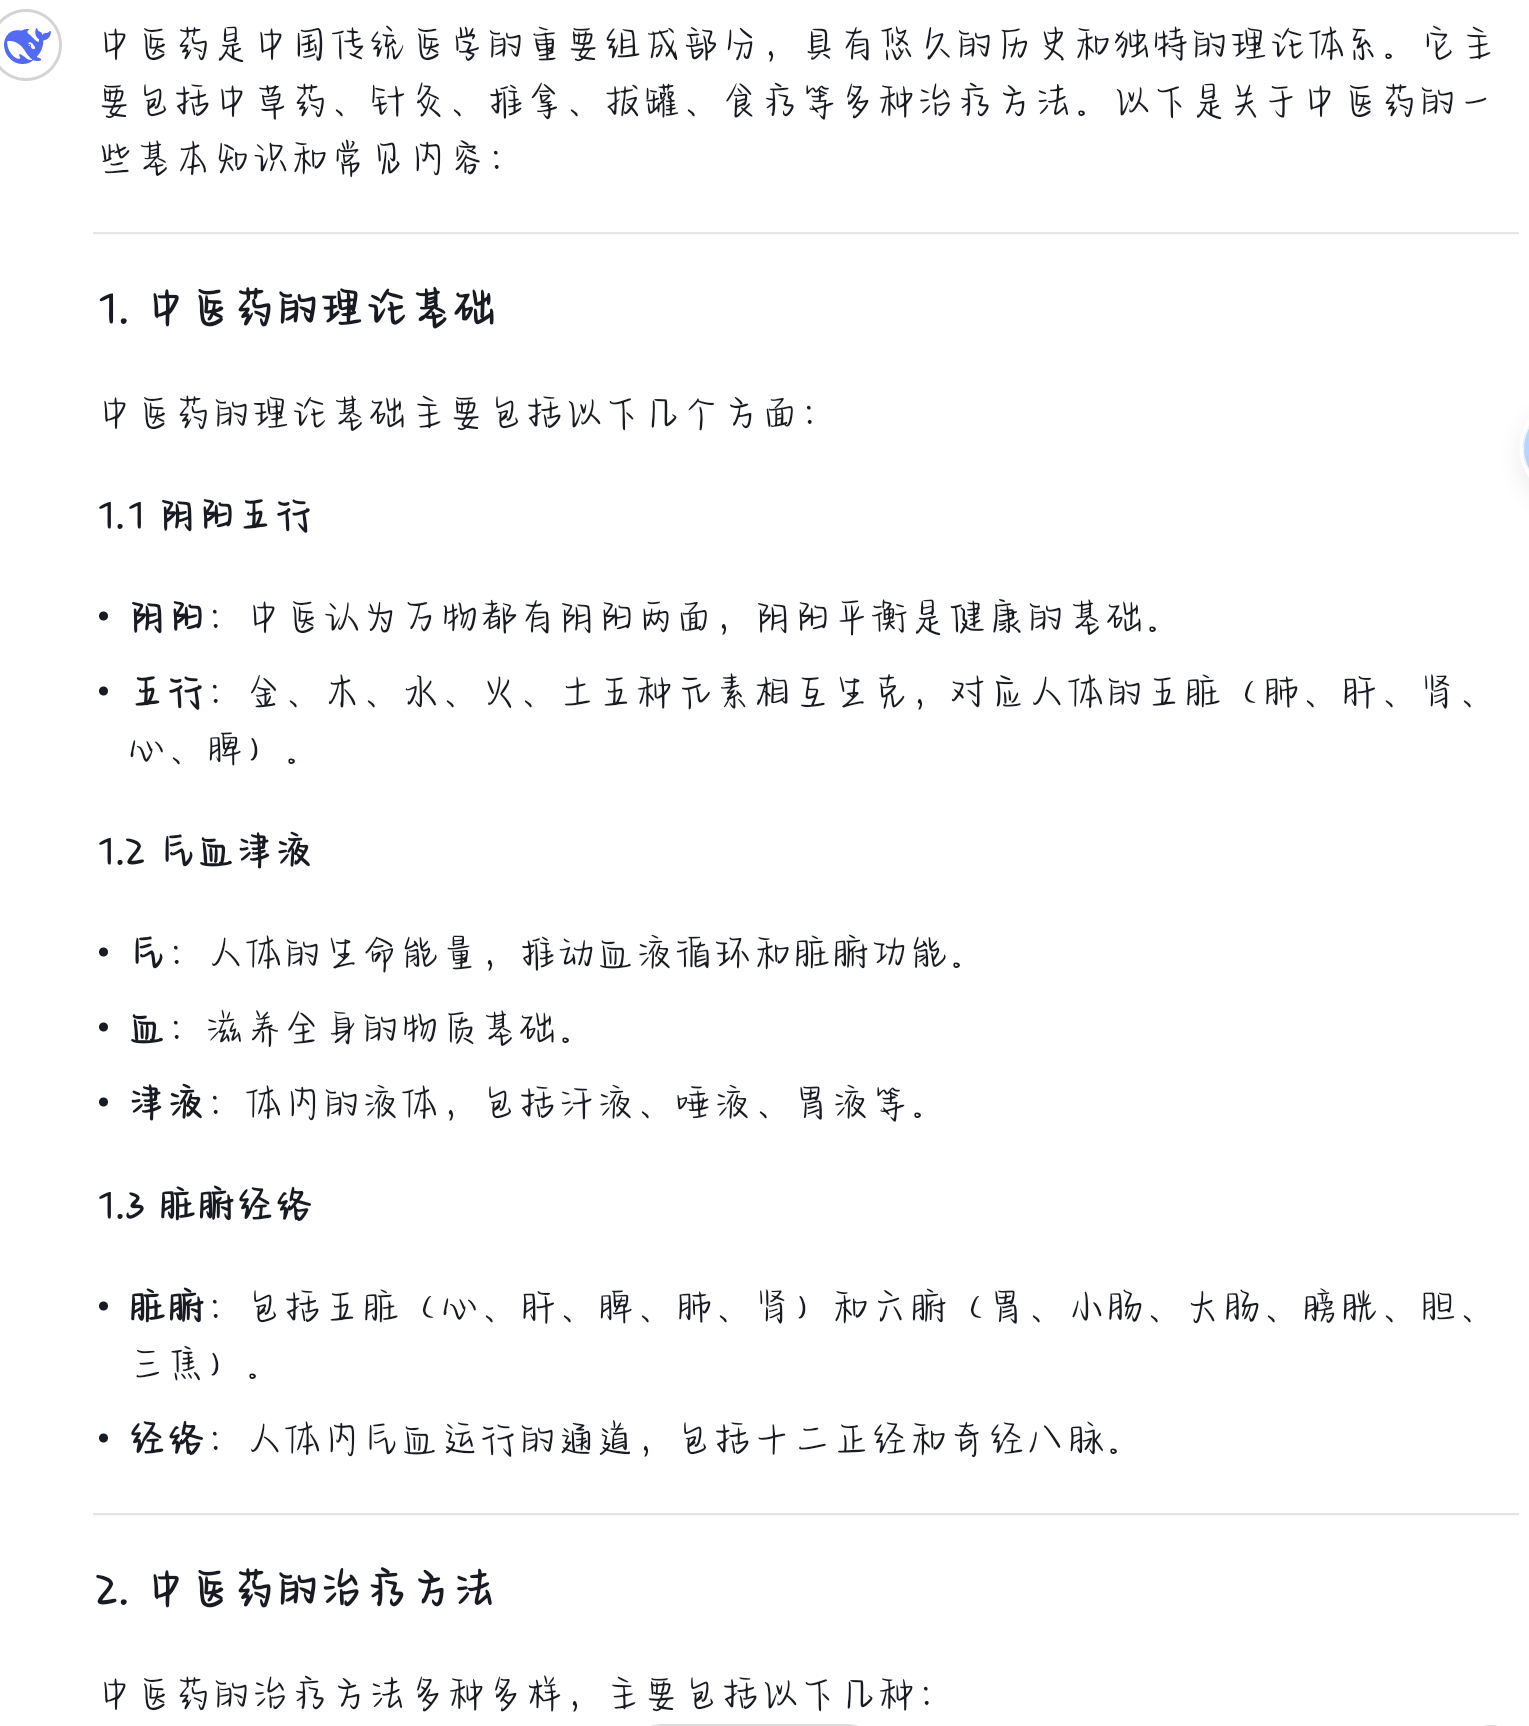 中医药是中国传统医学的重要组成部分，具有悠久的历史和独特的理论体系。它主
要包括中草药、针灸、推拿、拔罐、食疗等多种治疗方法。以下是关于中医药的一
些基本知识和常见内容：
1. 中医药的理论基础
中医药的理论基础主要包括以下几个方面：
1.1 阴阳五行
• 阴阳：中医认为万物都有阴阳两面，阴阳平衡是健康的基础。
• 五行：金、木、水、火、土五种元素相互生克，对应人体的五脏（肺、肝、肾、
心、脾）。
1.2 气血津液
• 气：人体的生命能量，推动血液循环和脏腑功能。
• 血：滋养全身的物质基础。
• 津液：体内的液体，包括汗液、唾液、胃液等。
1.3 脏腑经络
• 脏腑：包括五脏（心、肝、脾、肺、肾）和六腑（胃、小肠、大肠、膀胱、胆、
三焦）。
• 经络：人体内气血运行的通道，包括十二正经和奇经八脉。
2. 中医药的治疗方法
中医药的治疗方法多种多样，主要包括以下几种：